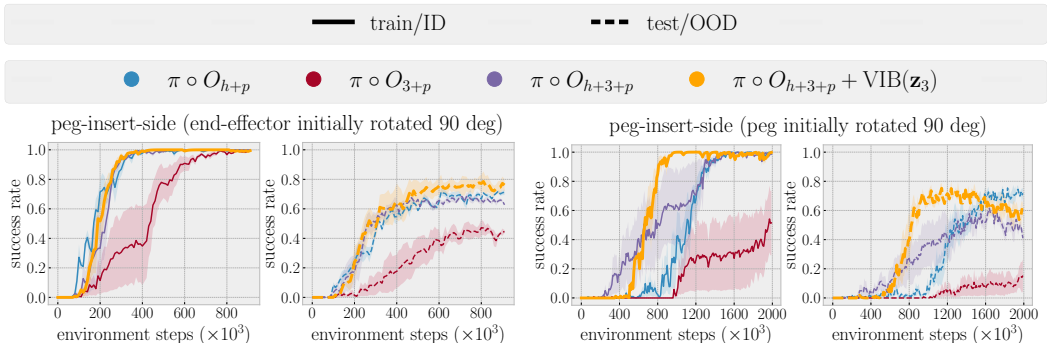 train/ID test/OOD
π ∘ O_{h+p} π ∘ O_{3+p} π ∘ O_{h+3+p} π ∘ O_{h+3+p} + VIB(z_3)
peg-insert-side (end-effector initially rotated 90 deg) peg-insert-side (peg initially rotated 90 deg)
success rate
1.0
0.8
0.6
0.4
0.2
0.0
0 200 400 600 800
environment steps (×10^3)
success rate
1.0
0.8
0.6
0.4
0.2
0.0
0 200 400 600 800
environment steps (×10^3)
success rate
1.0
0.8
0.6
0.4
0.2
0.0
0 400 800 1200 1600 2000
environment steps (×10^3)
success rate
1.0
0.8
0.6
0.4
0.2
0.0
0 400 800 1200 1600 2000
environment steps (×10^3)